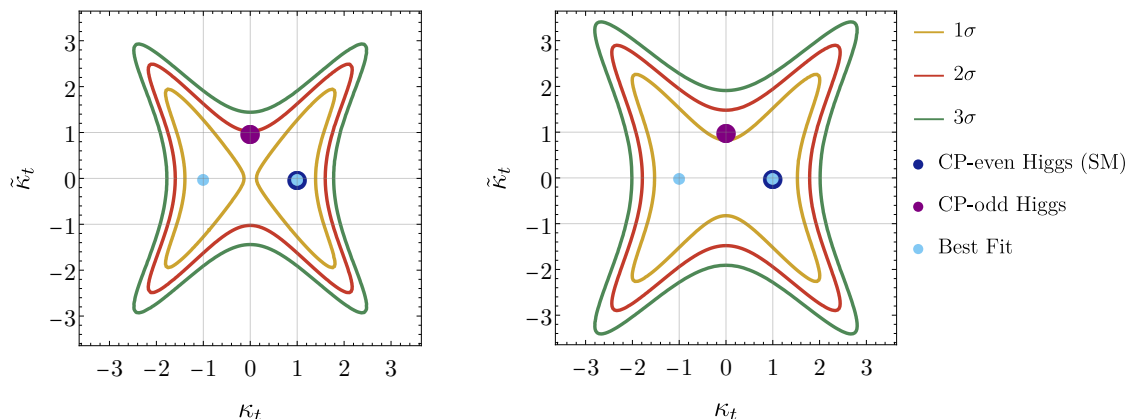 3
2
1
0
−1
−2
−3
κ̃ₜ
−3 −2 −1 0 1 2 3
κₜ
3
2
1
0
−1
−2
−3
κ̃ₜ
−3 −2 −1 0 1 2 3
κₜ
1σ
2σ
3σ
CP-even Higgs (SM)
CP-odd Higgs
Best Fit